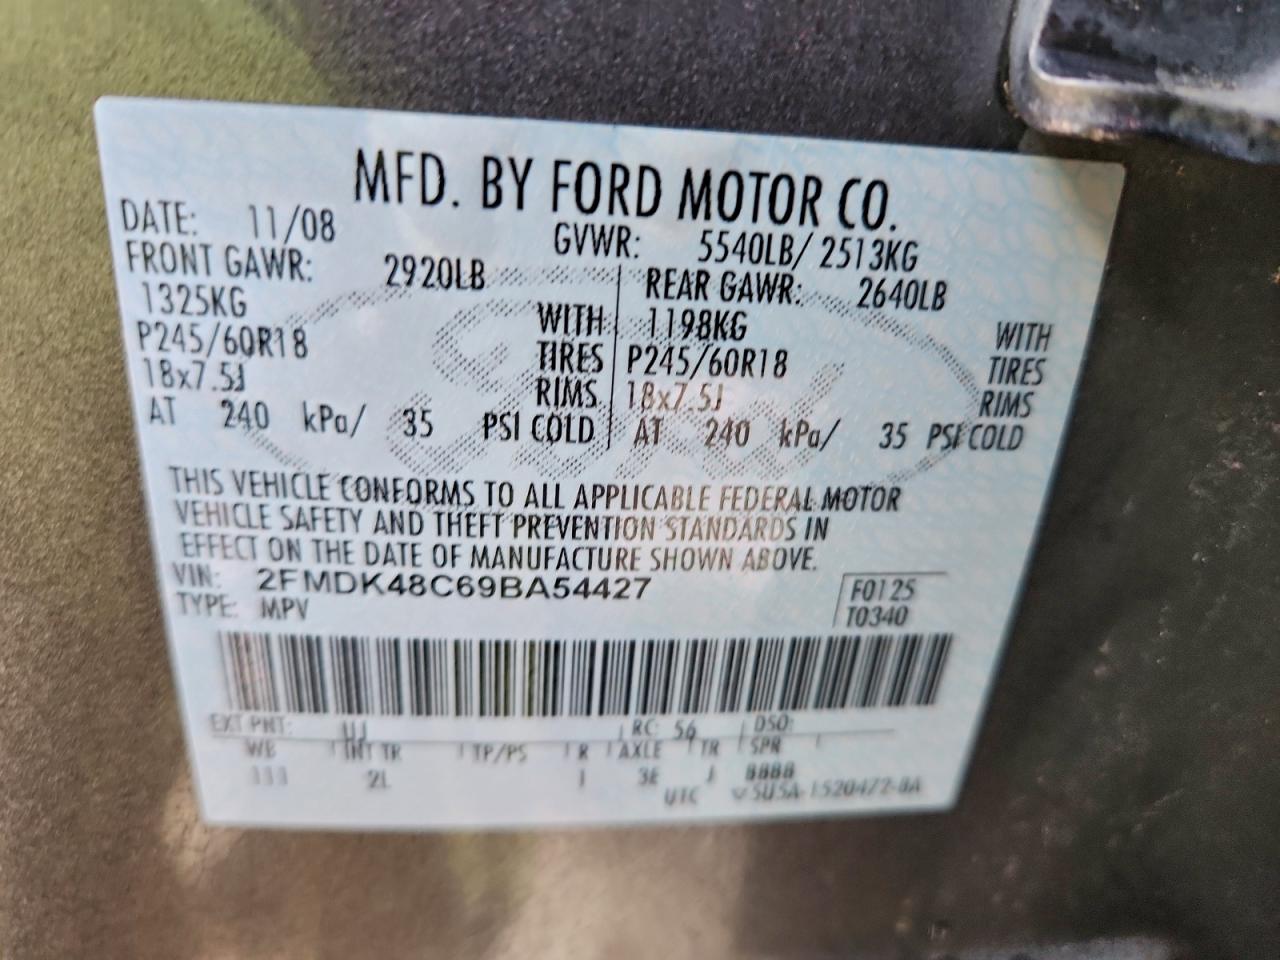 MFD. BY FORD MOTOR CO.
DATE: 11/08 GVWR: 5540LB/ 2513KG
FRONT GAWR: 2920LB REAR GAWR: 2640LB
1325KG WITH 1198KG WITH
P245/60R18 TIRES P245/60R18 TIRES
18x7.5J RIMS 18x7.5J RIMS
AT 240 kPa/ 35 PSI COLD AT 240 kPa/ 35 PSI COLD
THIS VEHICLE CONFORMS TO ALL APPLICABLE FEDERAL MOTOR
VEHICLE SAFETY AND THEFT PREVENTION STANDARDS IN
EFFECT ON THE DATE OF MANUFACTURE SHOWN ABOVE.
VIN: 2FMDK48C69BA54427 F0125
TYPE: MPV T0340
EXT PNT: UJ RC: 56 DSO:
WB INT TR TP/PS R AXLE TR SPR
2L 3E J 8888
UTC